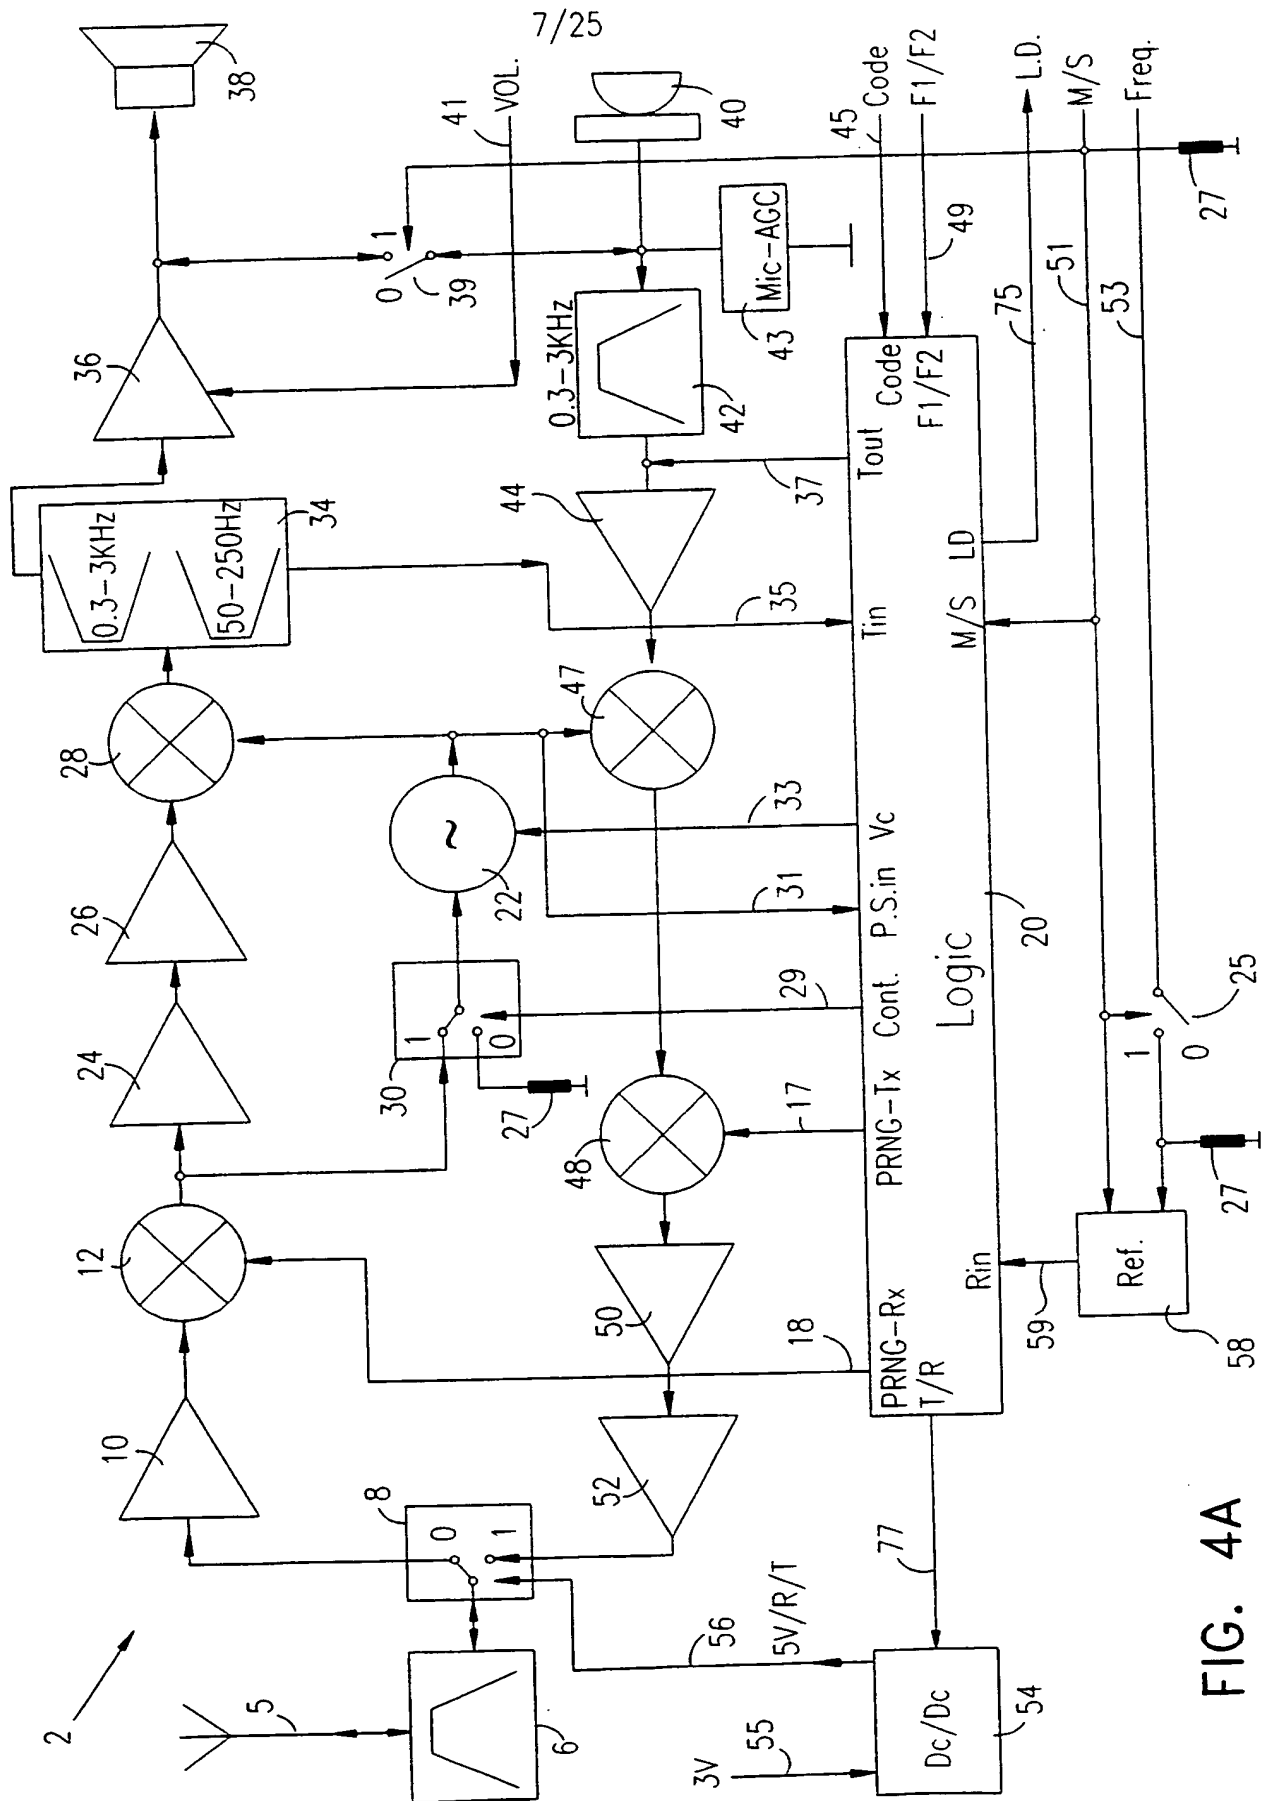 7/25
2
5
6
8
0
1
10
12
24
26
28
0.3-3KHz
50-250Hz
34
36
38
41
VOL.
40
1
0
39
Mic-AGC
43
0.3-3KHz
42
44
37
35
47
22
~
33
31
30
1
0
27
29
48
17
50
18
52
56
5V/R/T
3V
55
Dc/Dc
54
77
PRNG-Rx
T/R
PRNG-Tx
Cont.
P.S.in
Vc
Tin
Tout
Code
F1/F2
Logic
20
Rin
M/S
LD
45
Code
F1/F2
49
L.D.
75
M/S
51
Freq.
53
27
59
Ref.
58
1
0
25
27
FIG. 4A